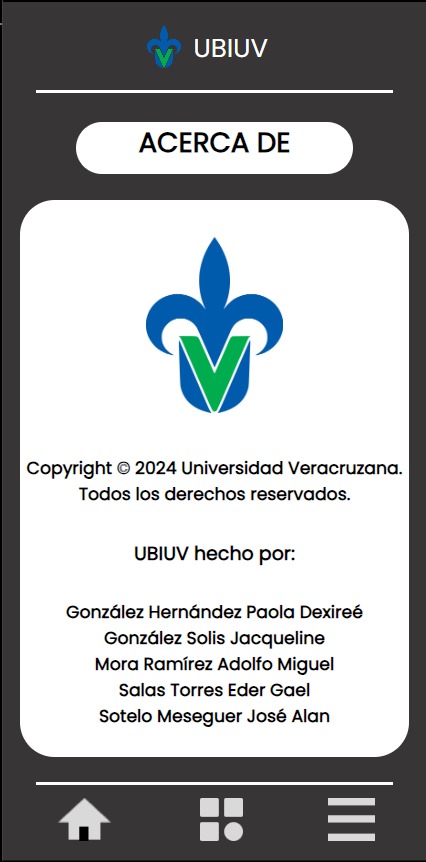 UBIUV
ACERCA DE
Copyright © 2024 Universidad Veracruzana.
Todos los derechos reservados.
UBIUV hecho por:
González Hernández Paola Dexireé
González Solis Jacqueline
Mora Ramírez Adolfo Miguel
Salas Torres Eder Gael
Sotelo Meseguer José Alan